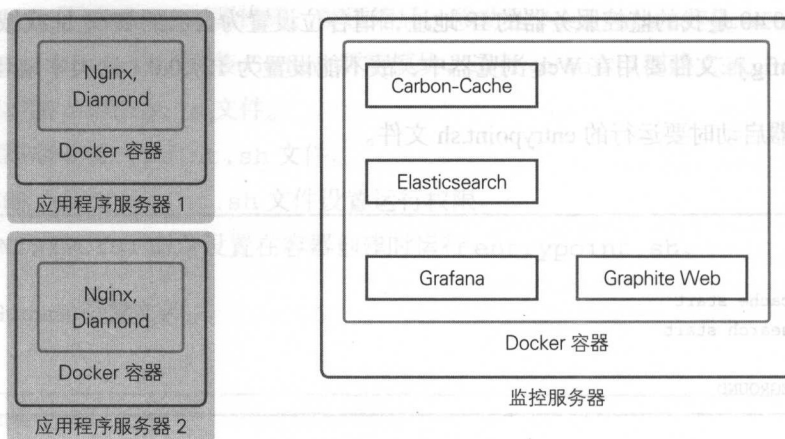 Nginx,
Diamond
Docker 容器
应用程序服务器 1
Nginx,
Diamond
Docker 容器
应用程序服务器 2
Carbon-Cache
Elasticsearch
Grafana
Graphite Web
Docker 容器
监控服务器